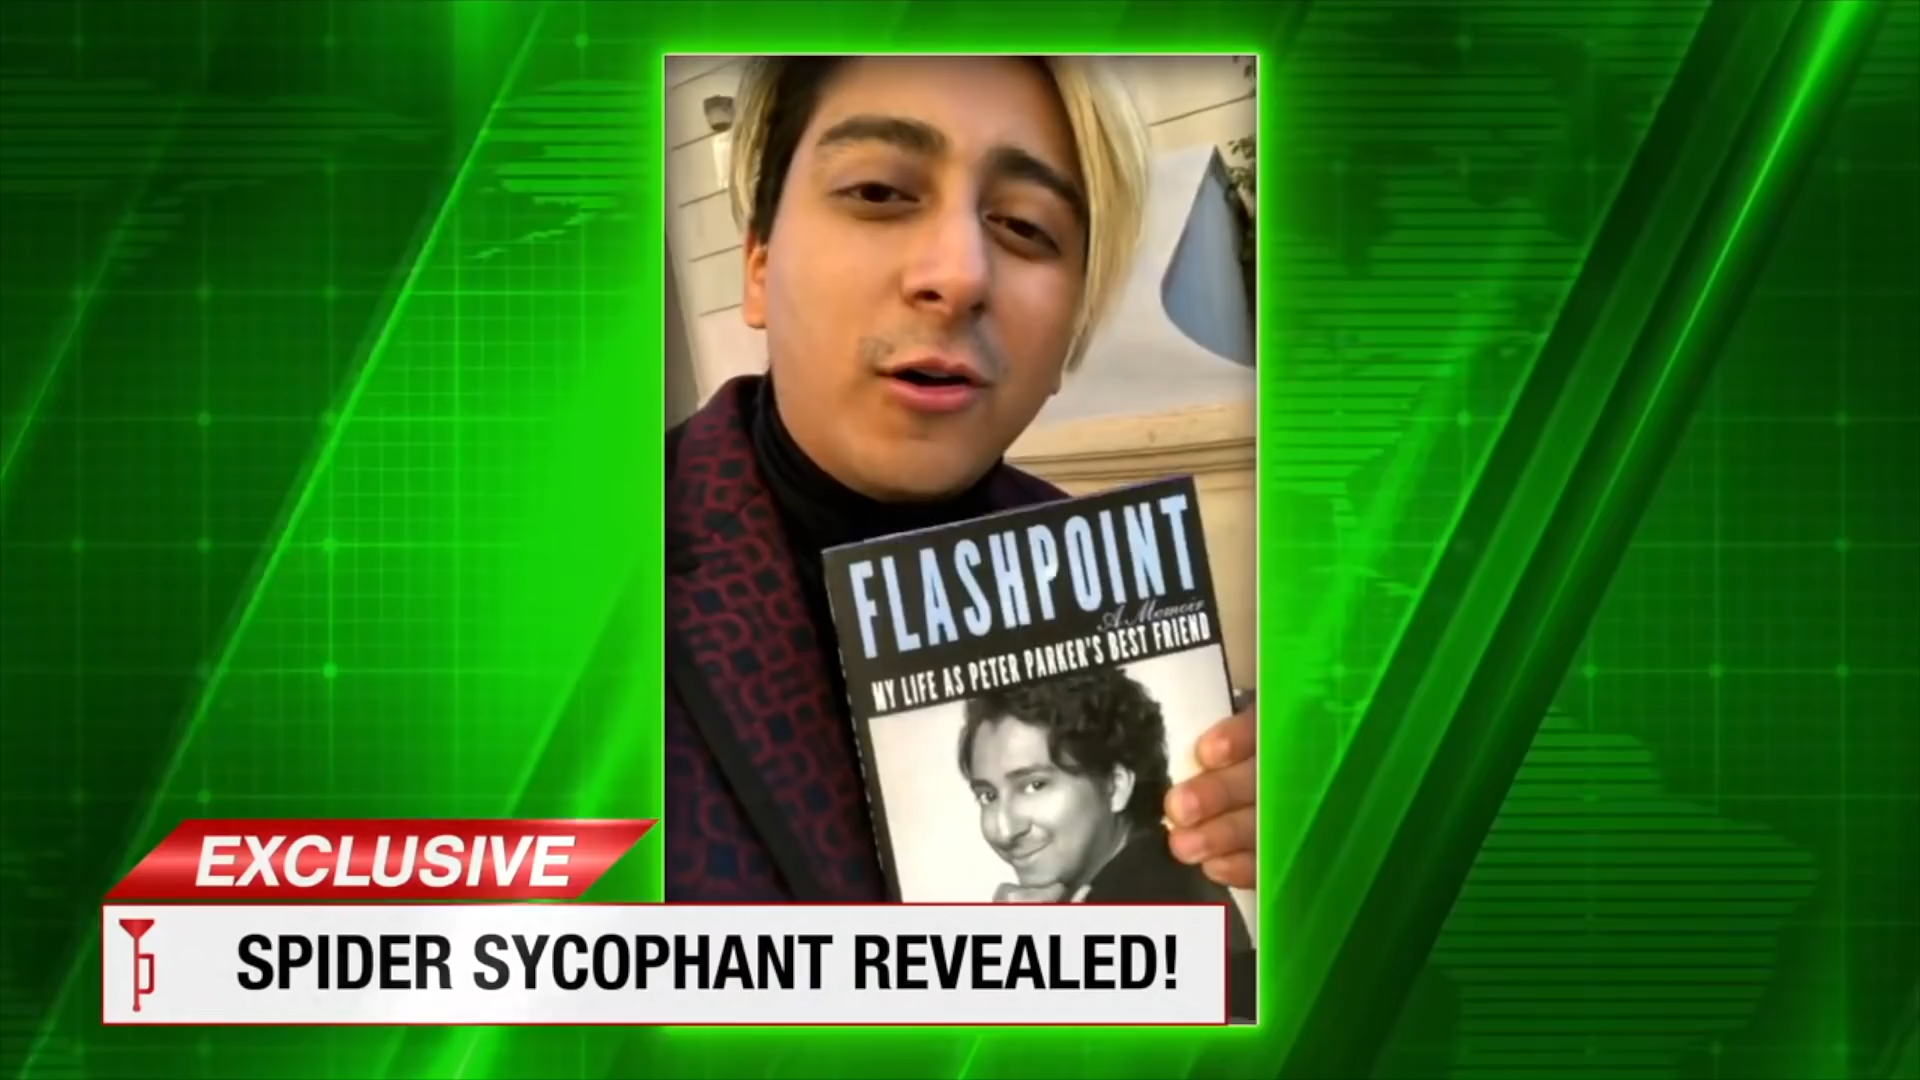 FLASHPOINT
A Memoir
MY LIFE AS PETER PARKER'S BEST FRIEND
EXCLUSIVE
SPIDER SYCOPHANT REVEALED!